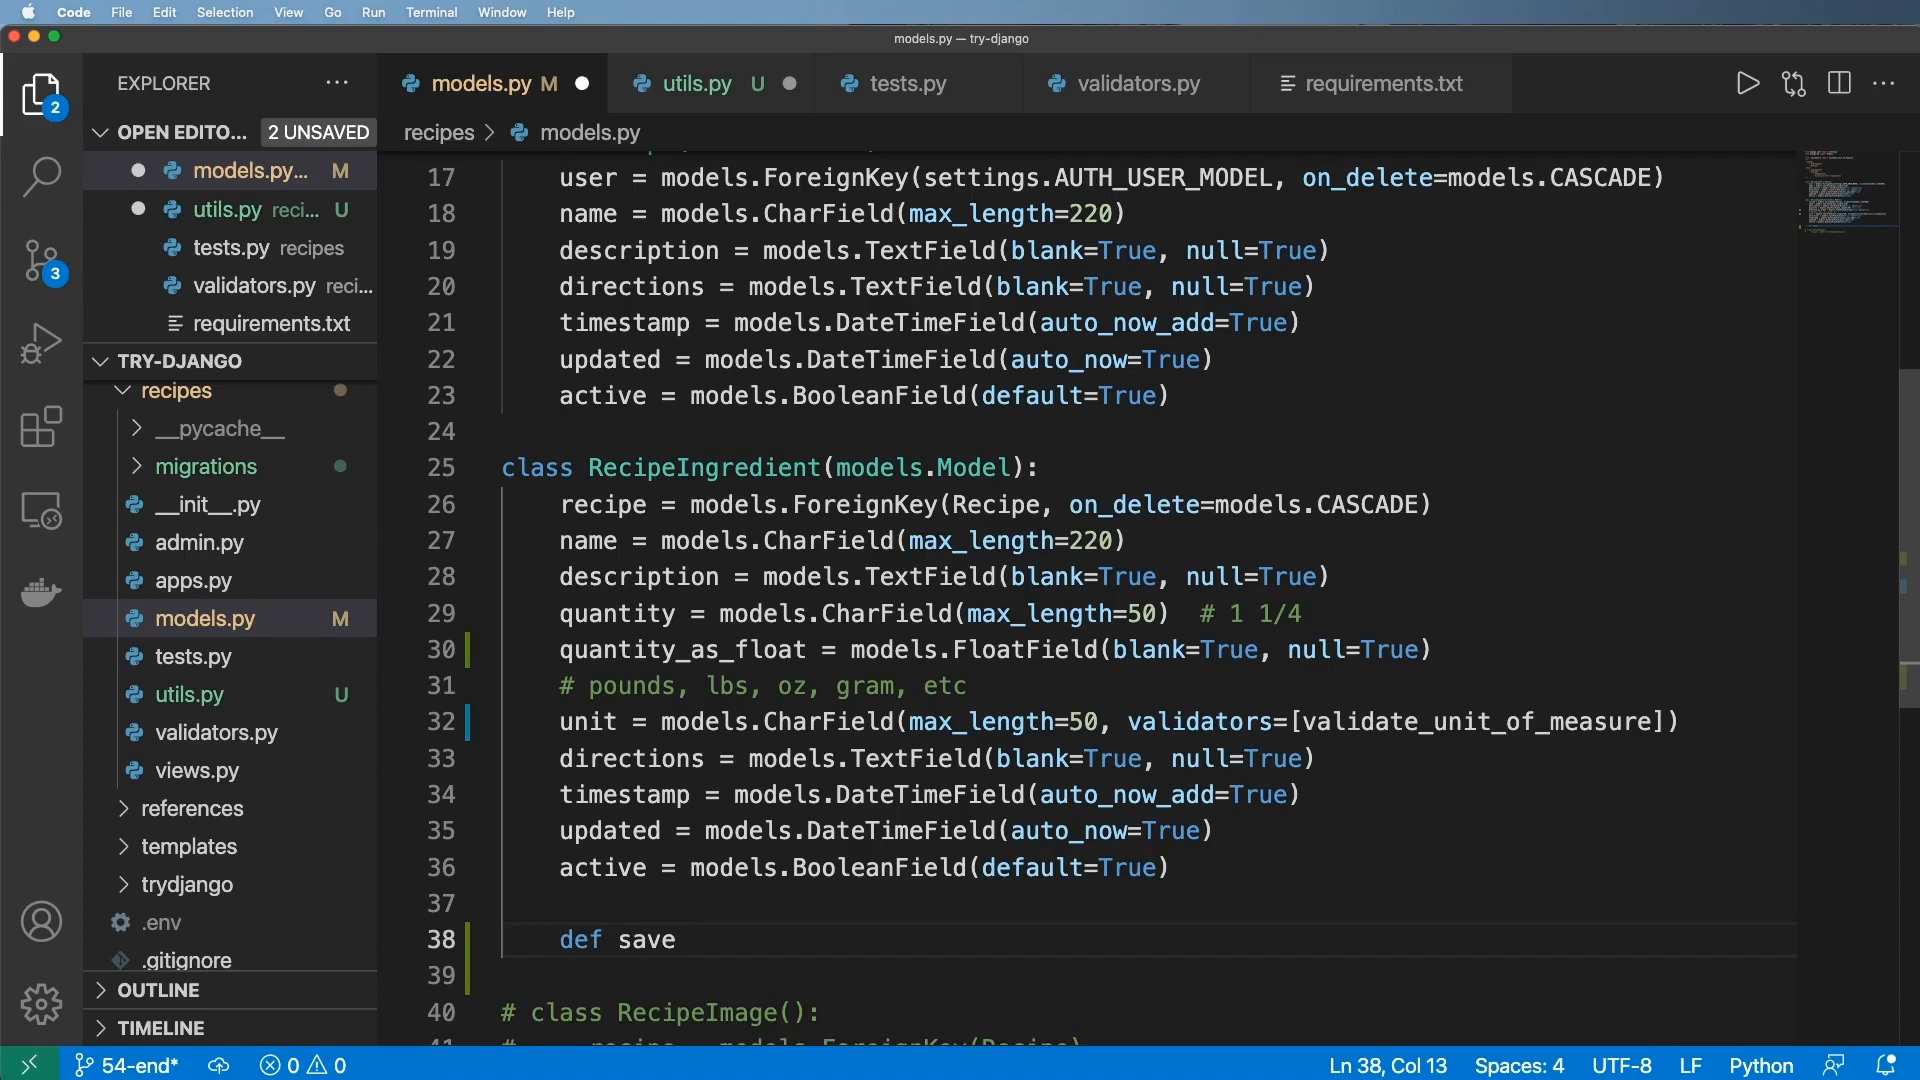 Code File Edit Selection View Go Run Terminal Window Help
models.py — try-django
EXPLORER
models.py M
utils.py U
tests.py
validators.py
requirements.txt
2
OPEN EDITO... 2 UNSAVED
models.py... M
utils.py reci... U
tests.py recipes
validators.py reci...
requirements.txt
3
TRY-DJANGO
recipes
__pycache__
migrations
__init__.py
admin.py
apps.py
models.py M
tests.py
utils.py U
validators.py
views.py
references
templates
trydjango
.env
.gitignore
OUTLINE
TIMELINE
recipes > models.py
17 user = models.ForeignKey(settings.AUTH_USER_MODEL, on_delete=models.CASCADE)
18 name = models.CharField(max_length=220)
19 description = models.TextField(blank=True, null=True)
20 directions = models.TextField(blank=True, null=True)
21 timestamp = models.DateTimeField(auto_now_add=True)
22 updated = models.DateTimeField(auto_now=True)
23 active = models.BooleanField(default=True)
24
25 class RecipeIngredient(models.Model):
26 recipe = models.ForeignKey(Recipe, on_delete=models.CASCADE)
27 name = models.CharField(max_length=220)
28 description = models.TextField(blank=True, null=True)
29 quantity = models.CharField(max_length=50) # 1 1/4
30 quantity_as_float = models.FloatField(blank=True, null=True)
31 # pounds, lbs, oz, gram, etc
32 unit = models.CharField(max_length=50, validators=[validate_unit_of_measure])
33 directions = models.TextField(blank=True, null=True)
34 timestamp = models.DateTimeField(auto_now_add=True)
35 updated = models.DateTimeField(auto_now=True)
36 active = models.BooleanField(default=True)
37
38 def save
39
40 # class RecipeImage():
41 # recipe = models.ForeignKey(Recipe)
54-end* 0 0
Ln 38, Col 13 Spaces: 4 UTF-8 LF Python